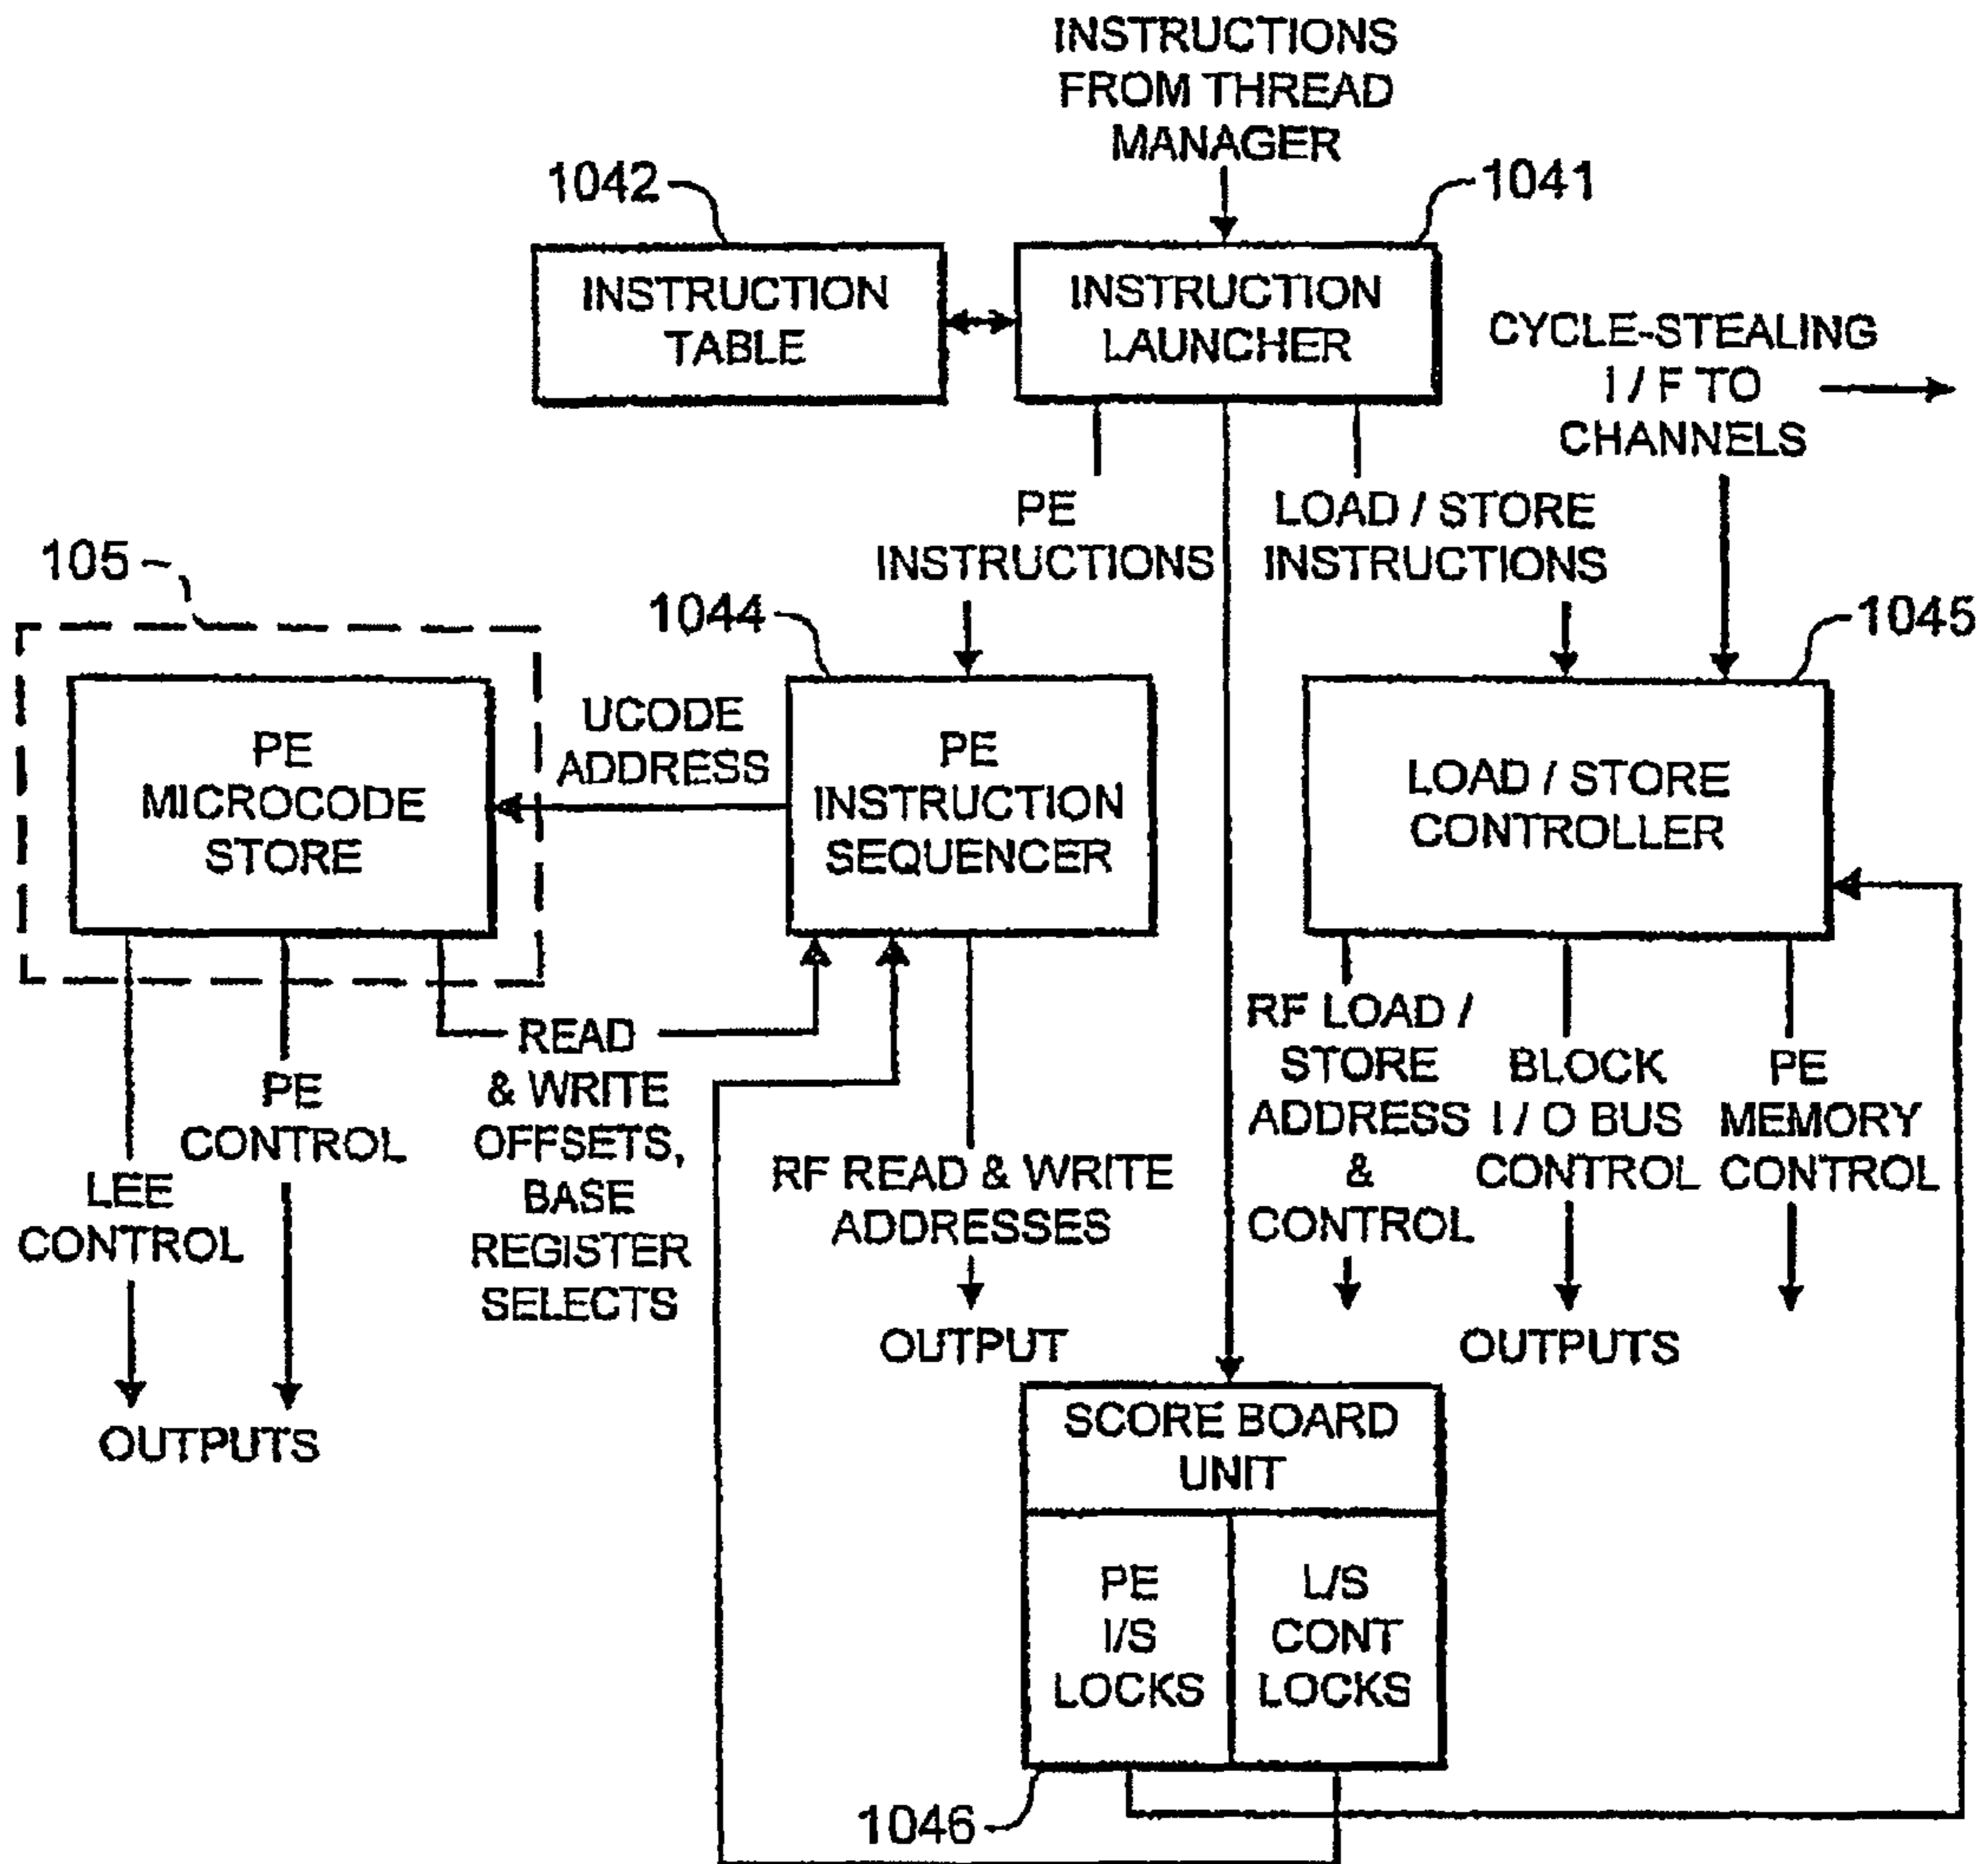 INSTRUCTIONS
FROM THREAD
MANAGER
1042
1041
INSTRUCTION
TABLE
INSTRUCTION
LAUNCHER
CYCLE-STEALING
I / F TO
CHANNELS
PE
INSTRUCTIONS
LOAD / STORE
INSTRUCTIONS
105
1044
1045
PE
MICROCODE
STORE
UCODE
ADDRESS
PE
INSTRUCTION
SEQUENCER
LOAD / STORE
CONTROLLER
LEE
CONTROL
PE
CONTROL
READ
& WRITE
OFFSETS,
BASE
REGISTER
SELECTS
RF READ & WRITE
ADDRESSES
RF LOAD /
STORE
ADDRESS
&
CONTROL
BLOCK
I / O BUS
CONTROL
PE
MEMORY
CONTROL
OUTPUTS
OUTPUT
OUTPUTS
SCORE BOARD
UNIT
PE
I/S
LOCKS
L/S
CONT
LOCKS
1046